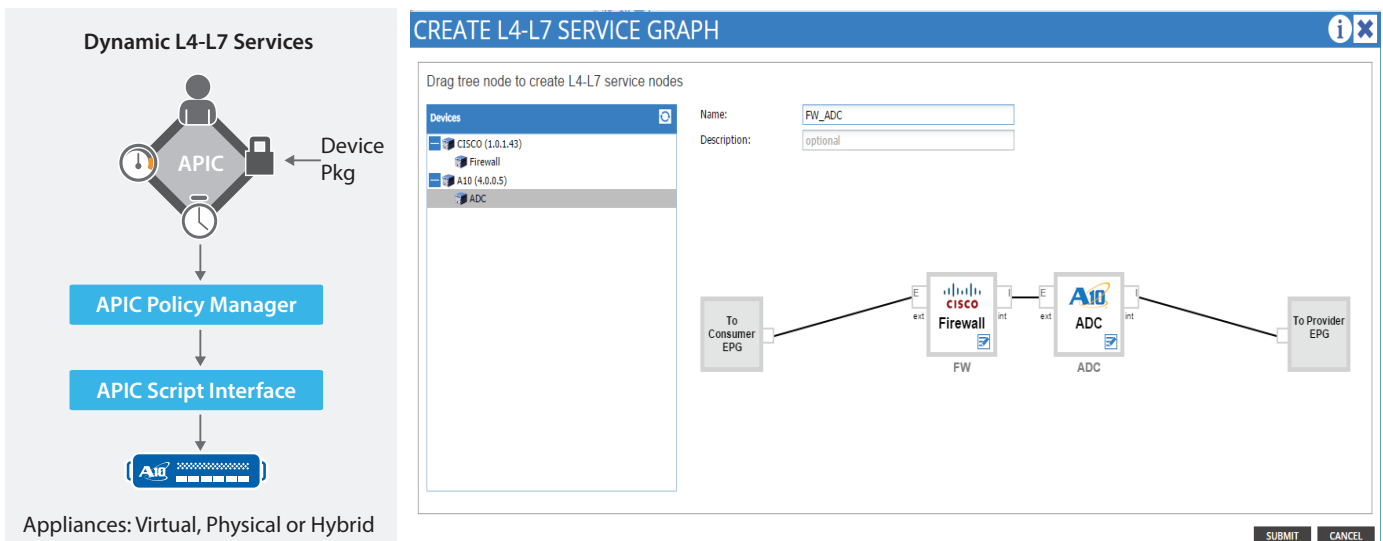 Dynamic L4-L7 Services
APIC
Device
Pkg
APIC Policy Manager
APIC Script Interface
A10
Appliances: Virtual, Physical or Hybrid
CREATE L4-L7 SERVICE GRAPH
i
Drag tree node to create L4-L7 service nodes
Devices
CISCO (1.0.1.43)
Firewall
A10 (4.0.0.5)
ADC
Name:
FW_ADC
Description:
optional
To
Consumer
EPG
E
ext
CISCO
Firewall
I
int
FW
E
ext
A10
ADC
I
int
ADC
To Provider
EPG
SUBMIT
CANCEL